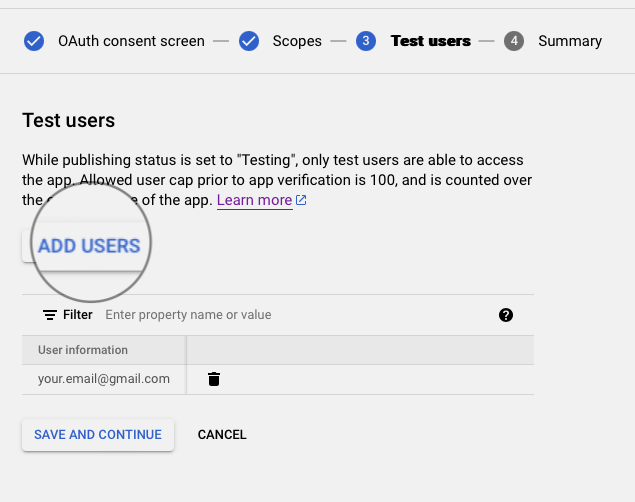 OAuth consent screen — Scopes — 3 Test users — 4 Summary
Test users
While publishing status is set to "Testing", only test users are able to access
the app. Allowed user cap prior to app verification is 100, and is counted over
the of the app. Learn more
ADD USERS
Filter Enter property name or value
User information
your.email@gmail.com
SAVE AND CONTINUE CANCEL